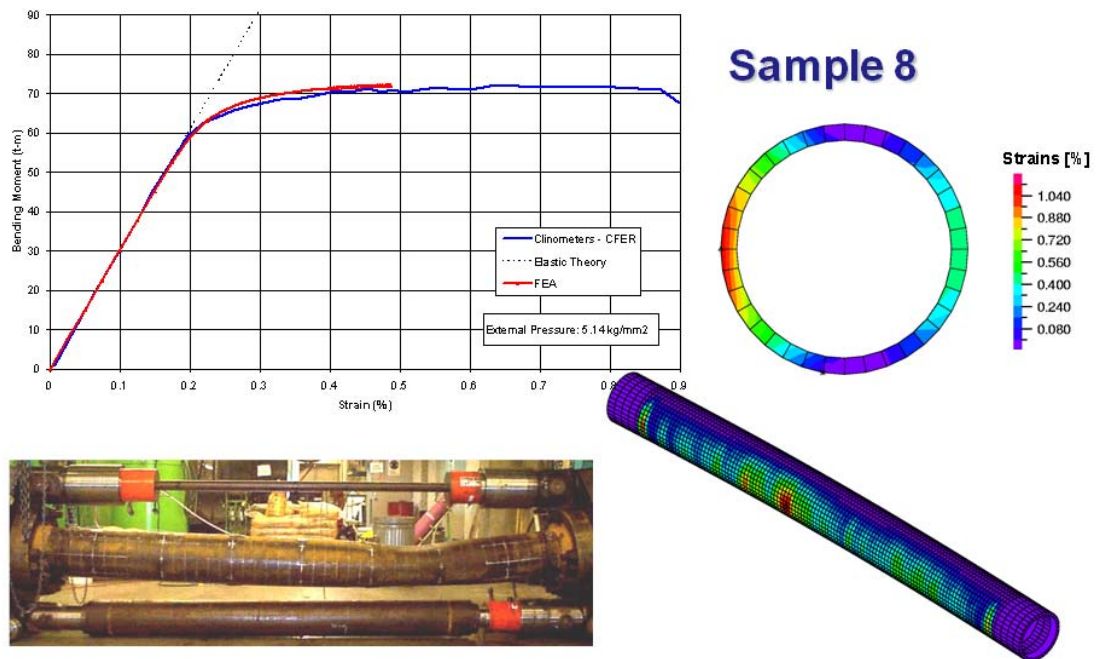 Sample 8
90
80
70
60
50
40
30
20
10
0
Bending Moment (t-m)
0 0.1 0.2 0.3 0.4 0.5 0.6 0.7 0.8 0.9
Strain (%)
Clinometers - CFER
Elastic Theory
FEA
External Pressure: 5.14 kg/mm2
Strains [%]
1.040
0.880
0.720
0.560
0.400
0.240
0.080